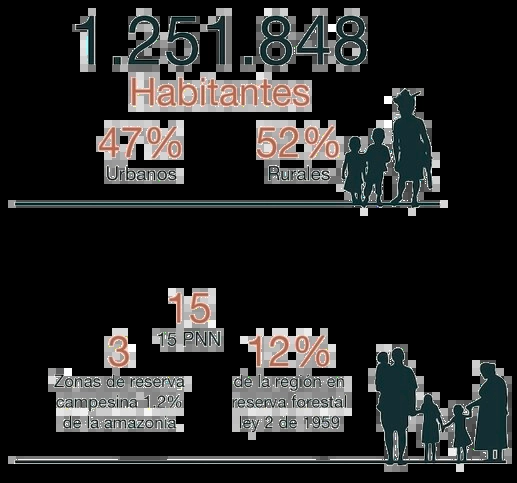 1.251.848
Habitantes
47% 52%
Urbanos Rurales
15
15 PNN
3 12%
Zonas de reserva de la región en
campesina 1.2% reserva forestal
de la amazonía ley 2 de 1959